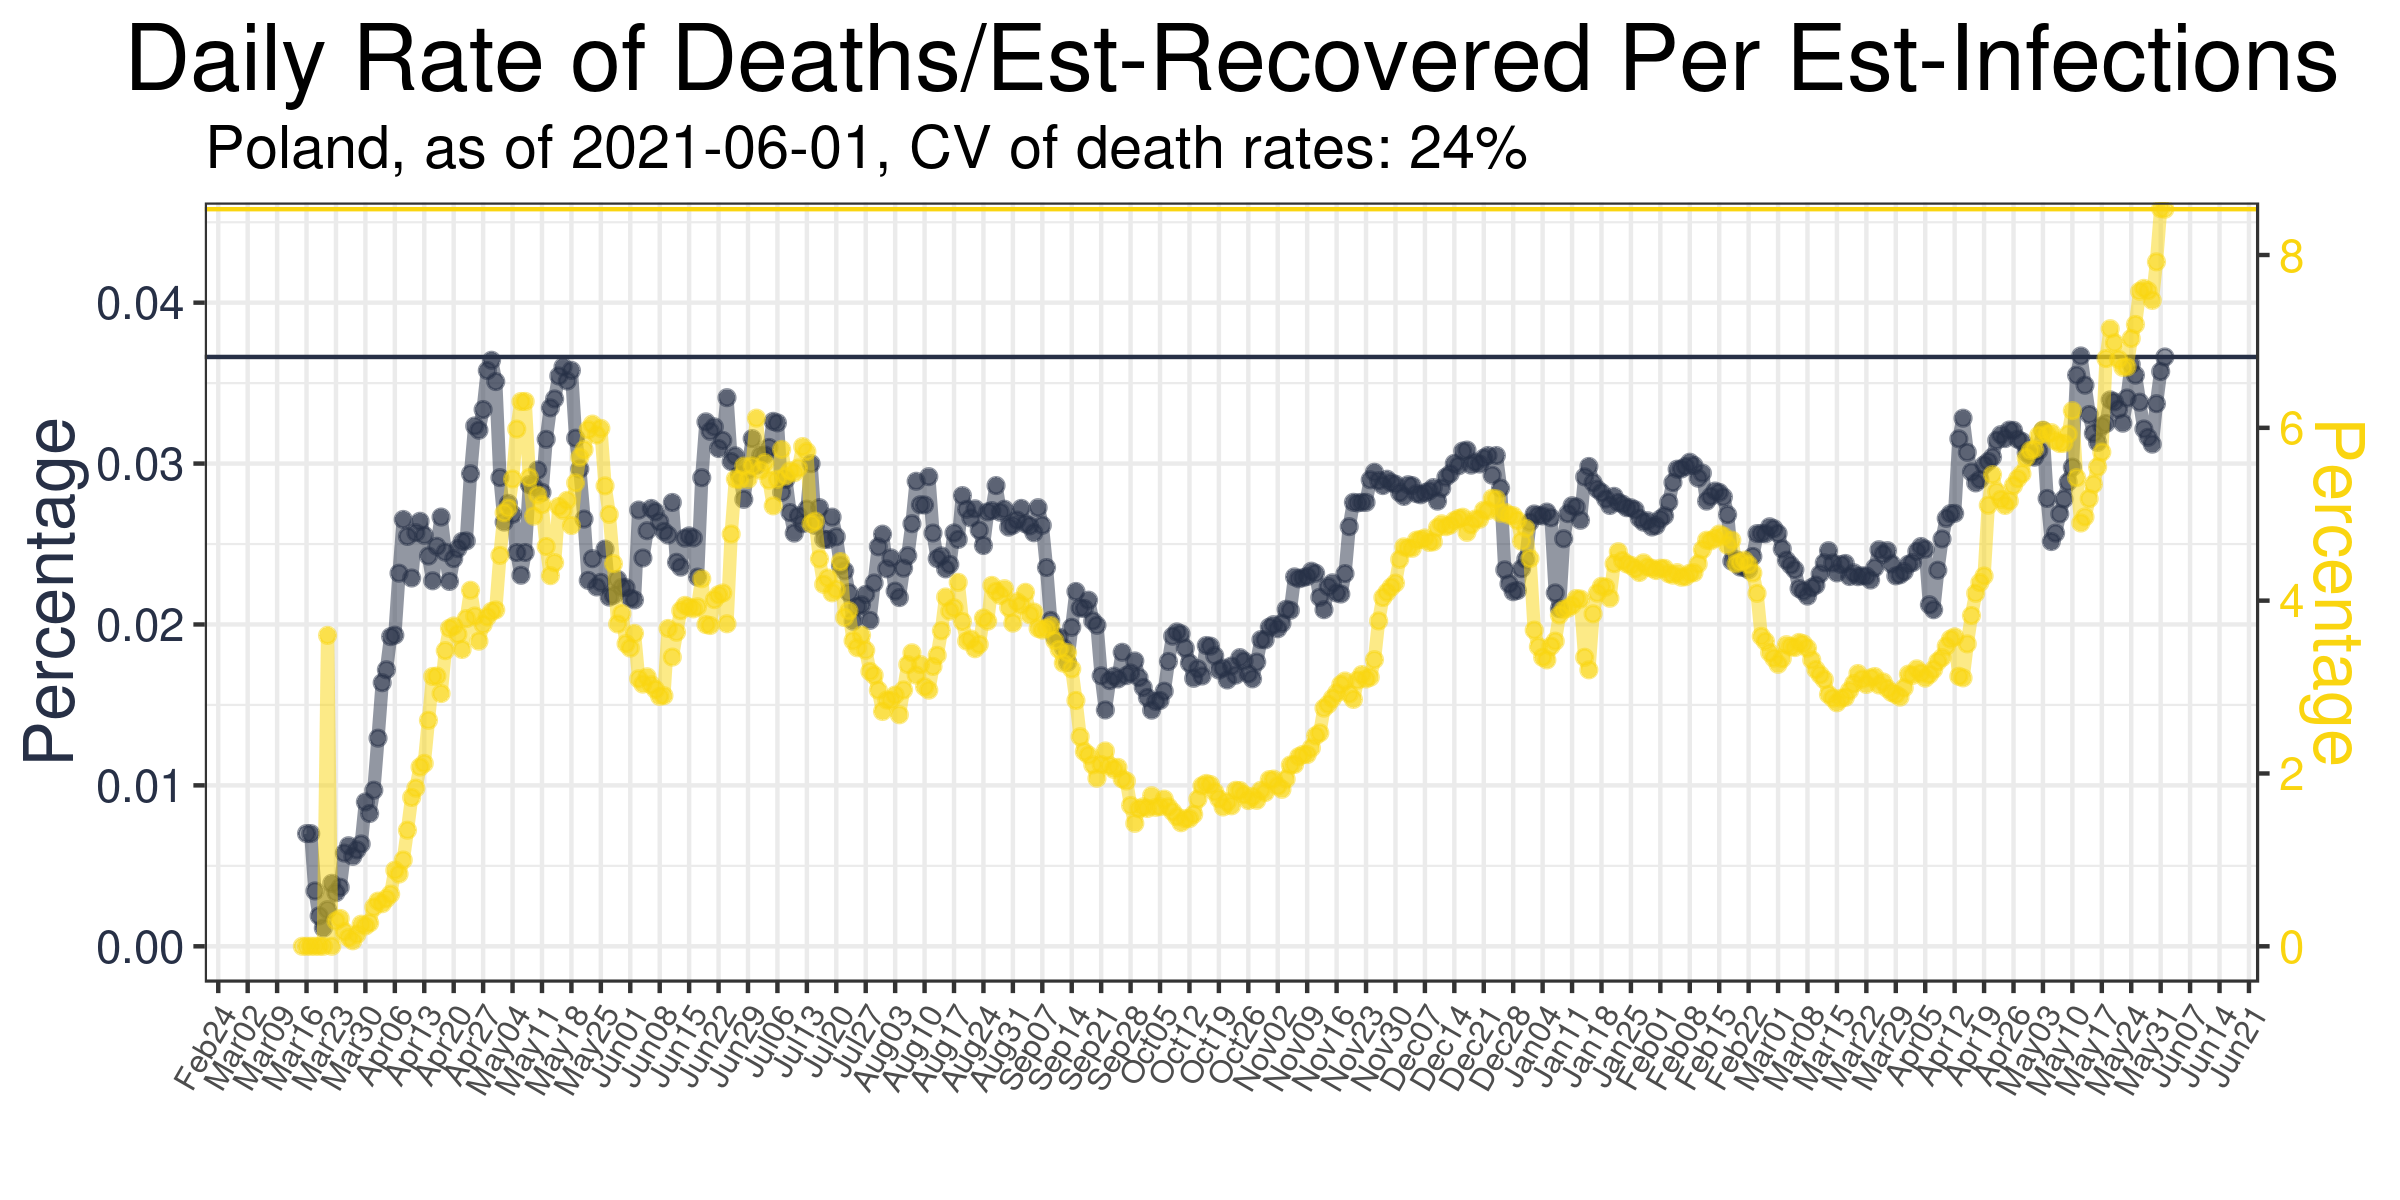 Daily Rate of Deaths/Est-Recovered Per Est-Infections
Poland, as of 2021-06-01, CV of death rates: 24%
Percentage
0.04
0.03
0.02
0.01
0.00
8
6
4
2
0
Percentage
Feb24
Mar02
Mar09
Mar16
Mar23
Mar30
Apr06
Apr13
Apr20
Apr27
May04
May11
May18
May25
Jun01
Jun08
Jun15
Jun22
Jun29
Jul06
Jul13
Jul20
Jul27
Aug03
Aug10
Aug17
Aug24
Aug31
Sep07
Sep14
Sep21
Sep28
Oct05
Oct12
Oct19
Oct26
Nov02
Nov09
Nov16
Nov23
Nov30
Dec07
Dec14
Dec21
Dec28
Jan04
Jan11
Jan18
Jan25
Feb01
Feb08
Feb15
Feb22
Mar01
Mar08
Mar15
Mar22
Mar29
Apr05
Apr12
Apr19
Apr26
May03
May10
May17
May24
May31
Jun07
Jun14
Jun21